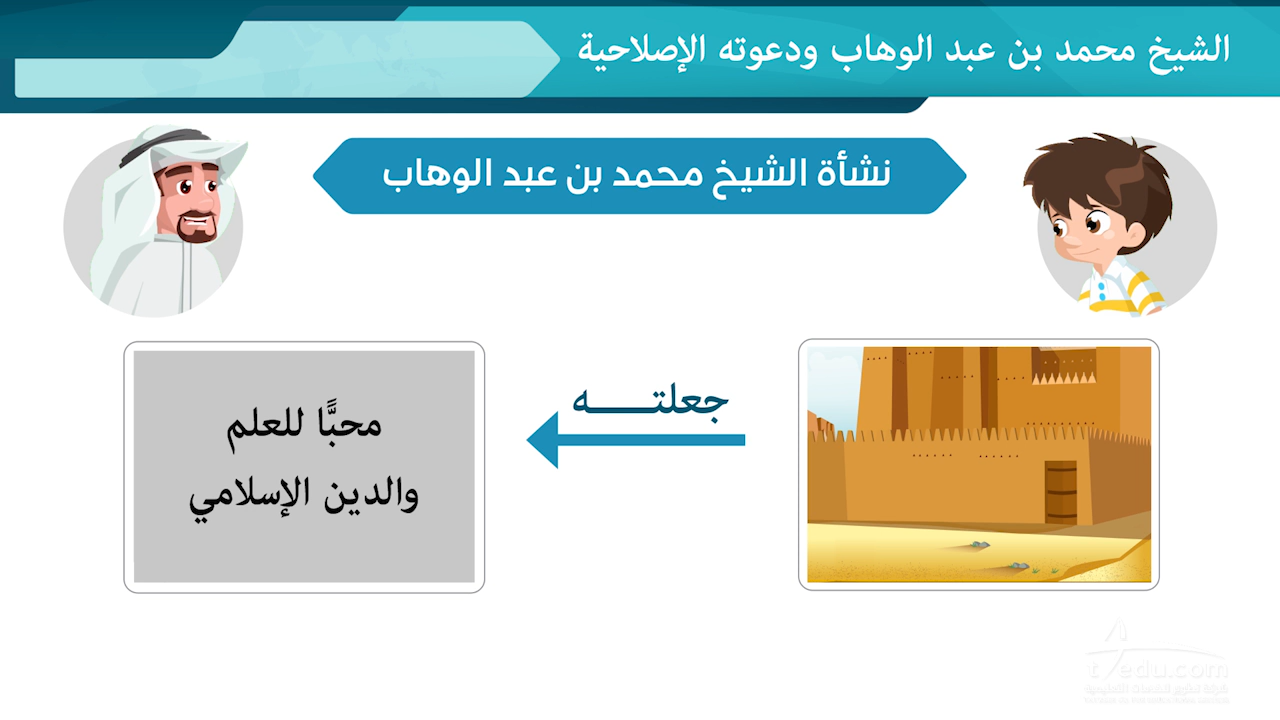 الشيخ محمد بن عبد الوهاب ودعوته الإصلاحية
نشأة الشيخ محمد بن عبد الوهاب
جعلتـــــه
محبًّا للعلم
والدين الإسلامي
t4edu.com